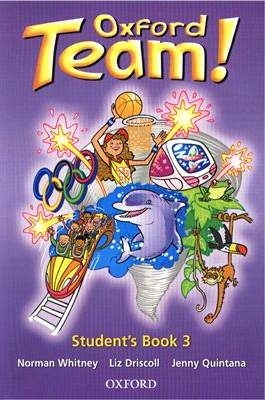 Oxford
Team!
Student's Book 3
Norman Whitney Liz Driscoll Jenny Quintana
OXFORD